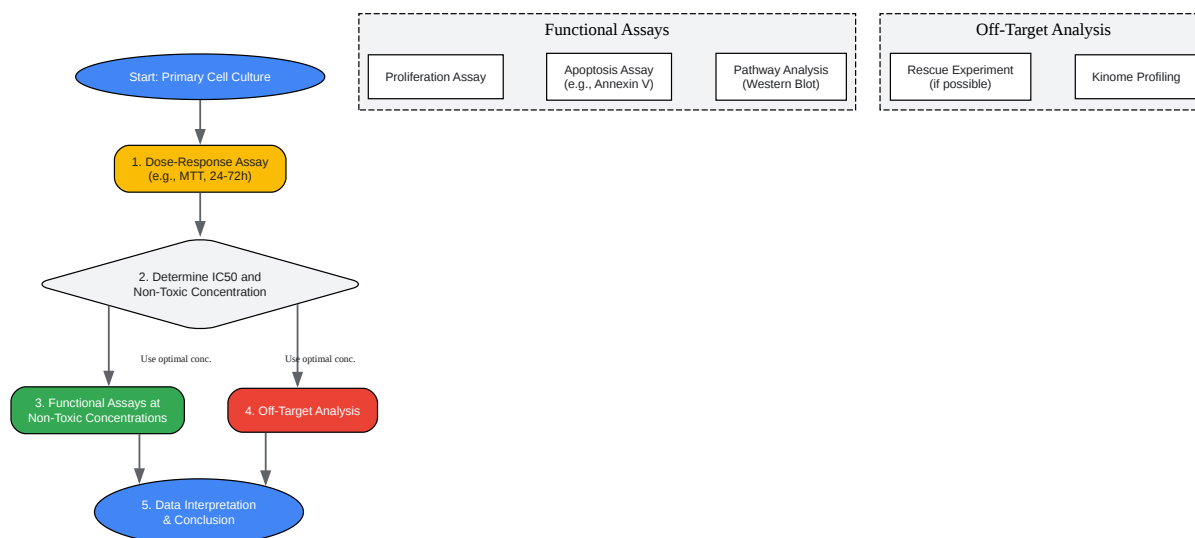 Functional Assays
Proliferation Assay
Apoptosis Assay
(e.g., Annexin V)
Pathway Analysis
(Western Blot)
Off-Target Analysis
Rescue Experiment
(if possible)
Kinome Profiling
Start: Primary Cell Culture
1. Dose-Response Assay
(e.g., MTT, 24-72h)
2. Determine IC50 and
Non-Toxic Concentration
Use optimal conc.
Use optimal conc.
3. Functional Assays at
Non-Toxic Concentrations
4. Off-Target Analysis
5. Data Interpretation
& Conclusion